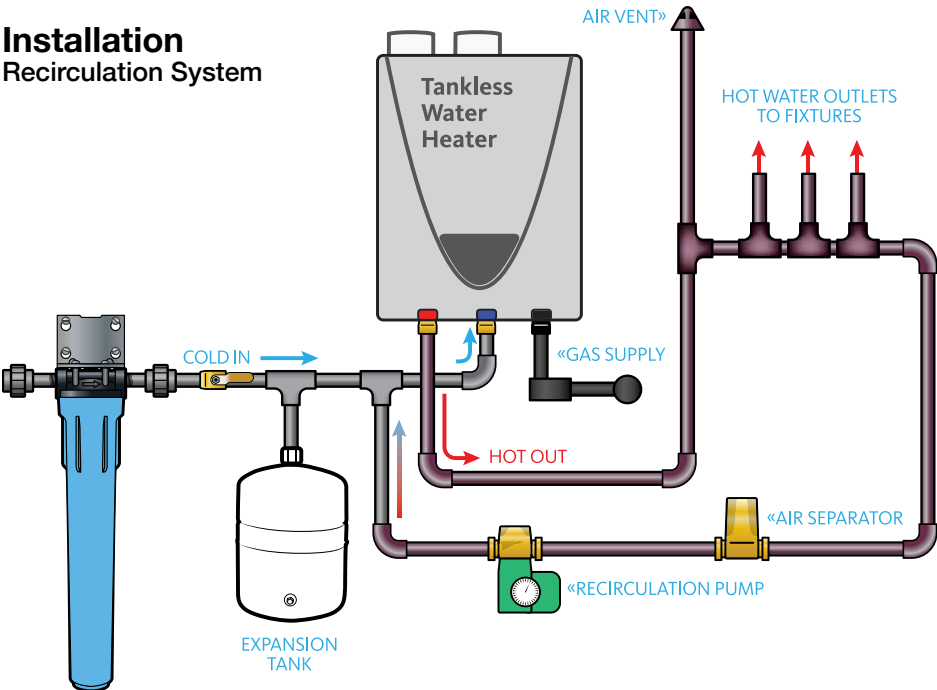 Installation
Recirculation System
AIR VENT»
Tankless
Water
Heater
HOT WATER OUTLETS
TO FIXTURES
COLD IN
«GAS SUPPLY
HOT OUT
«AIR SEPARATOR
«RECIRCULATION PUMP
EXPANSION
TANK